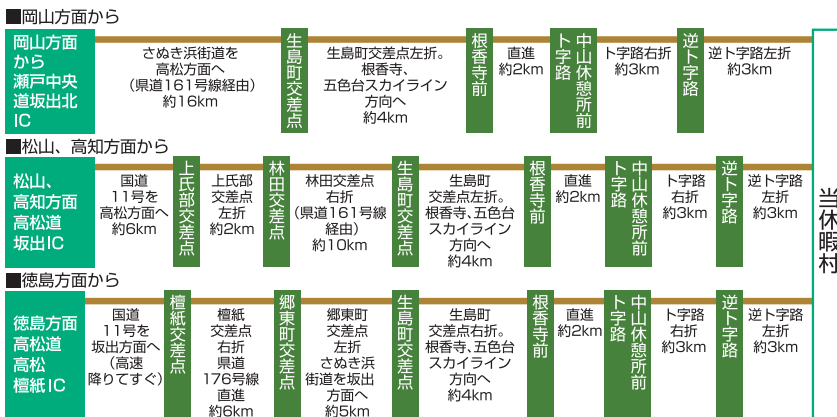 ■岡山方面から
岡山方面
から
瀬戸中央
道坂出北
IC
さぬき浜街道を
高松方面へ
（県道161号線経由）
約16km
生島町交差点
生島町交差点左折。
根香寺、
五色台スカイライン
方向へ
約4km
根香寺前
直進
約2km
中山休憩所前
ト字路
ト字路右折
約3km
逆ト字路
逆ト字路左折
約3km
■松山、高知方面から
松山、
高知方面
高松道
坂出IC
国道
11号を
高松方面へ
約6km
上氏部交差点
上氏部
交差点
左折
約2km
林田交差点
林田交差点
右折
（県道161号線
経由）
約10km
生島町交差点
生島町
交差点左折。
根香寺、五色台
スカイライン
方向へ
約4km
根香寺前
直進
約2km
中山休憩所前
ト字路
ト字路
右折
約3km
逆ト字路
逆ト字路
左折
約3km
■徳島方面から
徳島方面
高松道
高松
檀紙IC
国道
11号を
坂出方面へ
（高速
降りてすぐ）
檀紙交差点
檀紙
交差点
右折
県道
176号線
直進
約6km
郷東町交差点
郷東町
交差点
左折
さぬき浜
街道を坂出
方面へ
約5km
生島町交差点
生島町
交差点右折。
根香寺、五色台
スカイライン
方向へ
約4km
根香寺前
直進
約2km
中山休憩所前
ト字路
ト字路
右折
約3km
逆ト字路
逆ト字路
左折
約3km
当休暇村